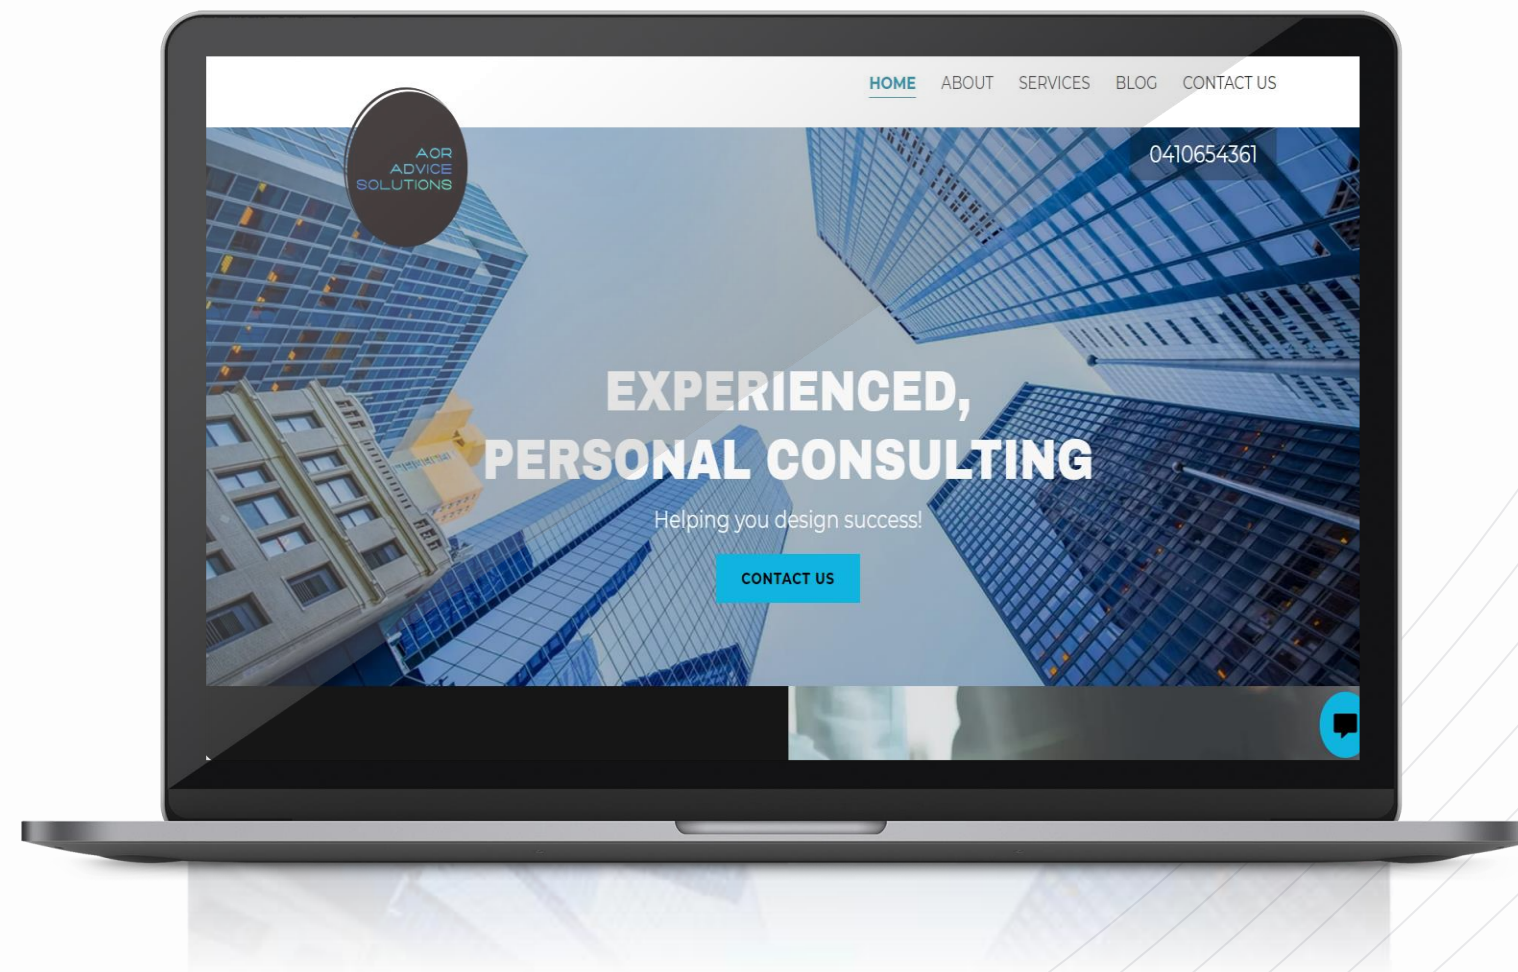 HOME ABOUT SERVICES BLOG CONTACT US
AOR
ADVICE
SOLUTIONS
0410654361
EXPERIENCED,
PERSONAL CONSULTING
Helping you design success!
CONTACT US